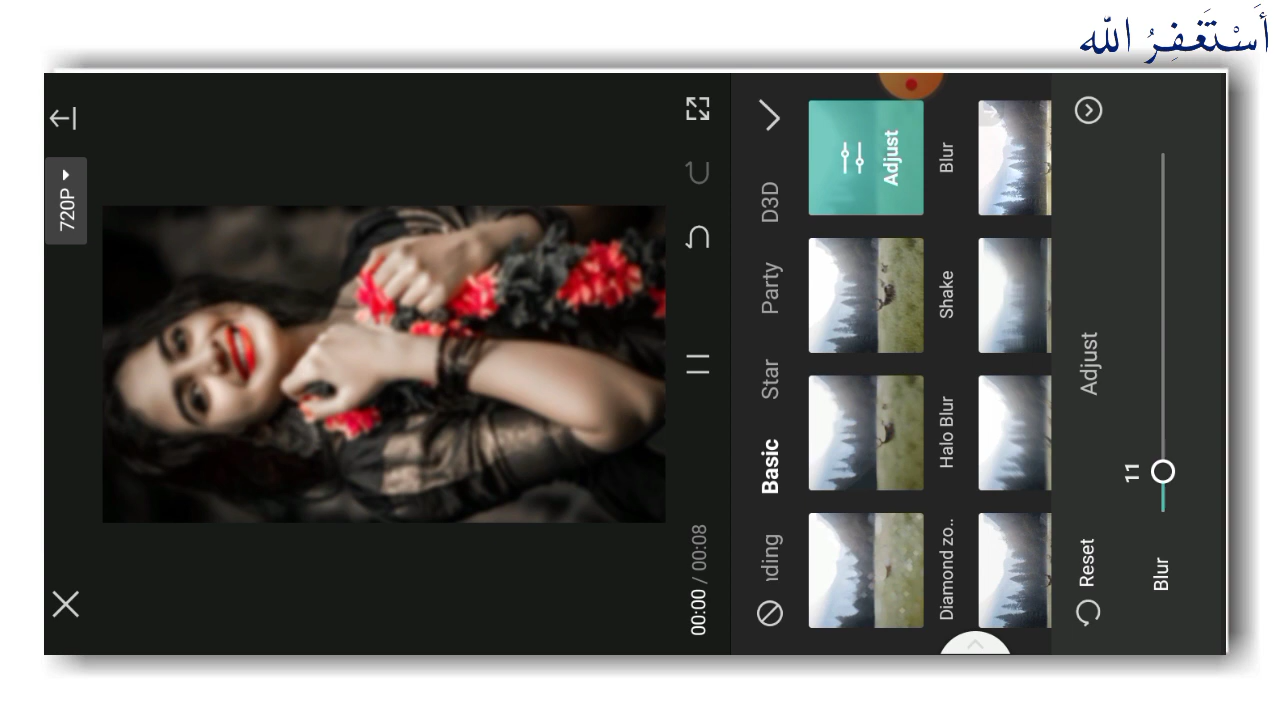 أَسْتَغْفِرُ اللّٰه
720P
00:00 / 00:08
ding Basic Star Party D3D
Adjust
Diamond zo.. Halo Blur Shake Blur
Reset Adjust
11
Blur